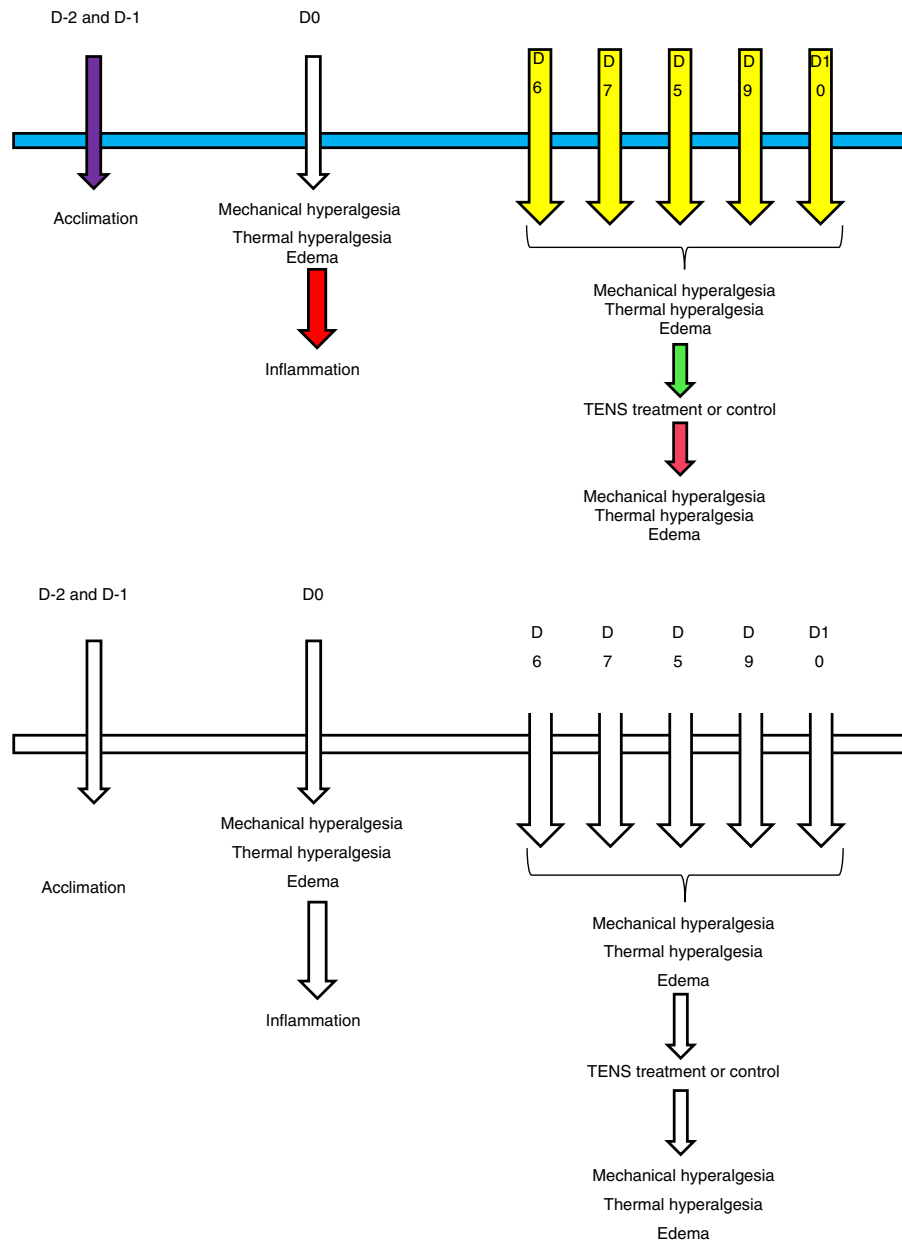 D-2 and D-1
D0
D
6
D
7
D
5
D
9
D1
0
Acclimation
Mechanical hyperalgesia
Thermal hyperalgesia
Edema
Inflammation
Mechanical hyperalgesia
Thermal hyperalgesia
Edema
TENS treatment or control
Mechanical hyperalgesia
Thermal hyperalgesia
Edema
D-2 and D-1
D0
D
6
D
7
D
5
D
9
D1
0
Acclimation
Mechanical hyperalgesia
Thermal hyperalgesia
Edema
Inflammation
Mechanical hyperalgesia
Thermal hyperalgesia
Edema
TENS treatment or control
Mechanical hyperalgesia
Thermal hyperalgesia
Edema